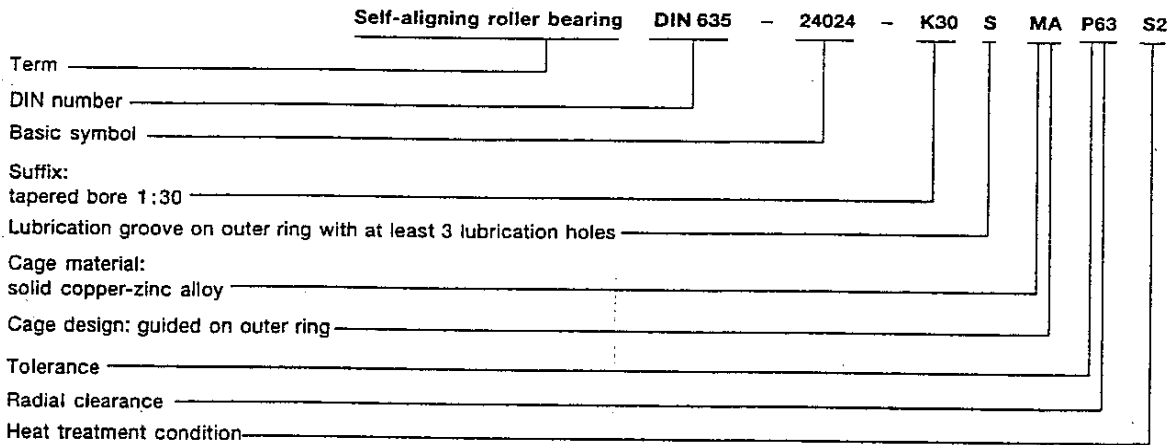 Self-aligning roller bearing DIN 635 – 24024 – K30 S MA P63 S2
Term
DIN number
Basic symbol
Suffix:
tapered bore 1:30
Lubrication groove on outer ring with at least 3 lubrication holes
Cage material:
solid copper-zinc alloy
Cage design: guided on outer ring
Tolerance
Radial clearance
Heat treatment condition